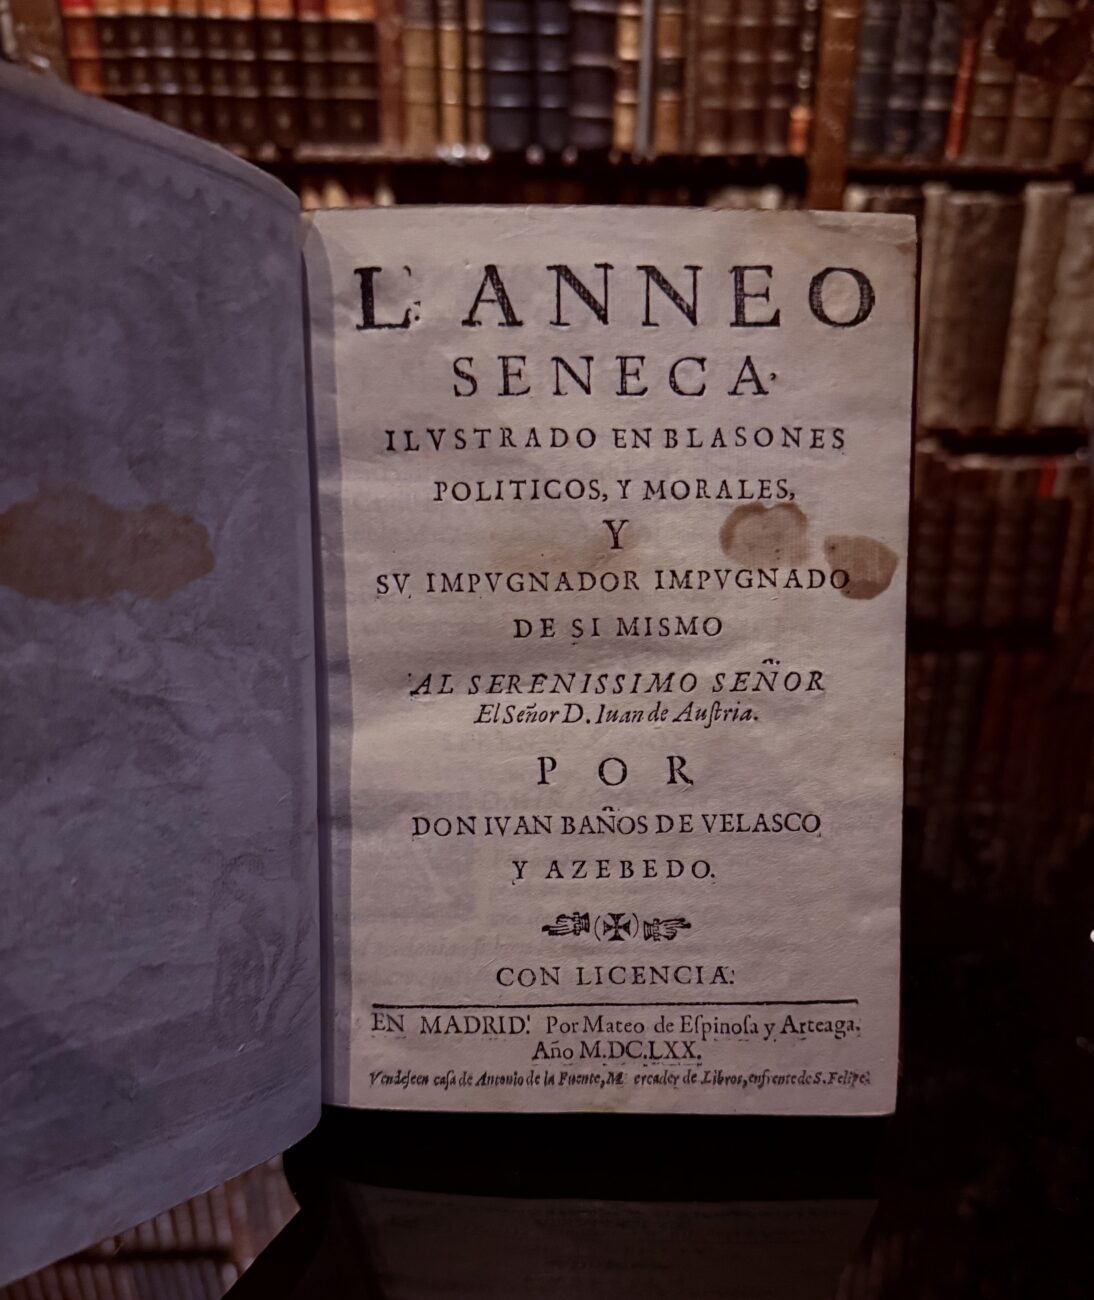 L. ANNEO
SENECA.
ILVSTRADO EN BLASONES
POLITICOS, Y MORALES,
Y
SV IMPVGNADOR IMPVGNADO
DE SI MISMO
AL SERENISSIMO SEÑOR
El Señor D. Iuan de Auſtria.
POR
DON IVAN BAÑOS DE VELASCO
Y AZEBEDO.
CON LICENCIA.
EN MADRID. Por Mateo de Eſpinoſa y Arteaga.
Año M.DC.LXX.
Vendeſe en caſa de Antonio de la Fuente, Mercader de Libros, enfrente de S. Felipe.